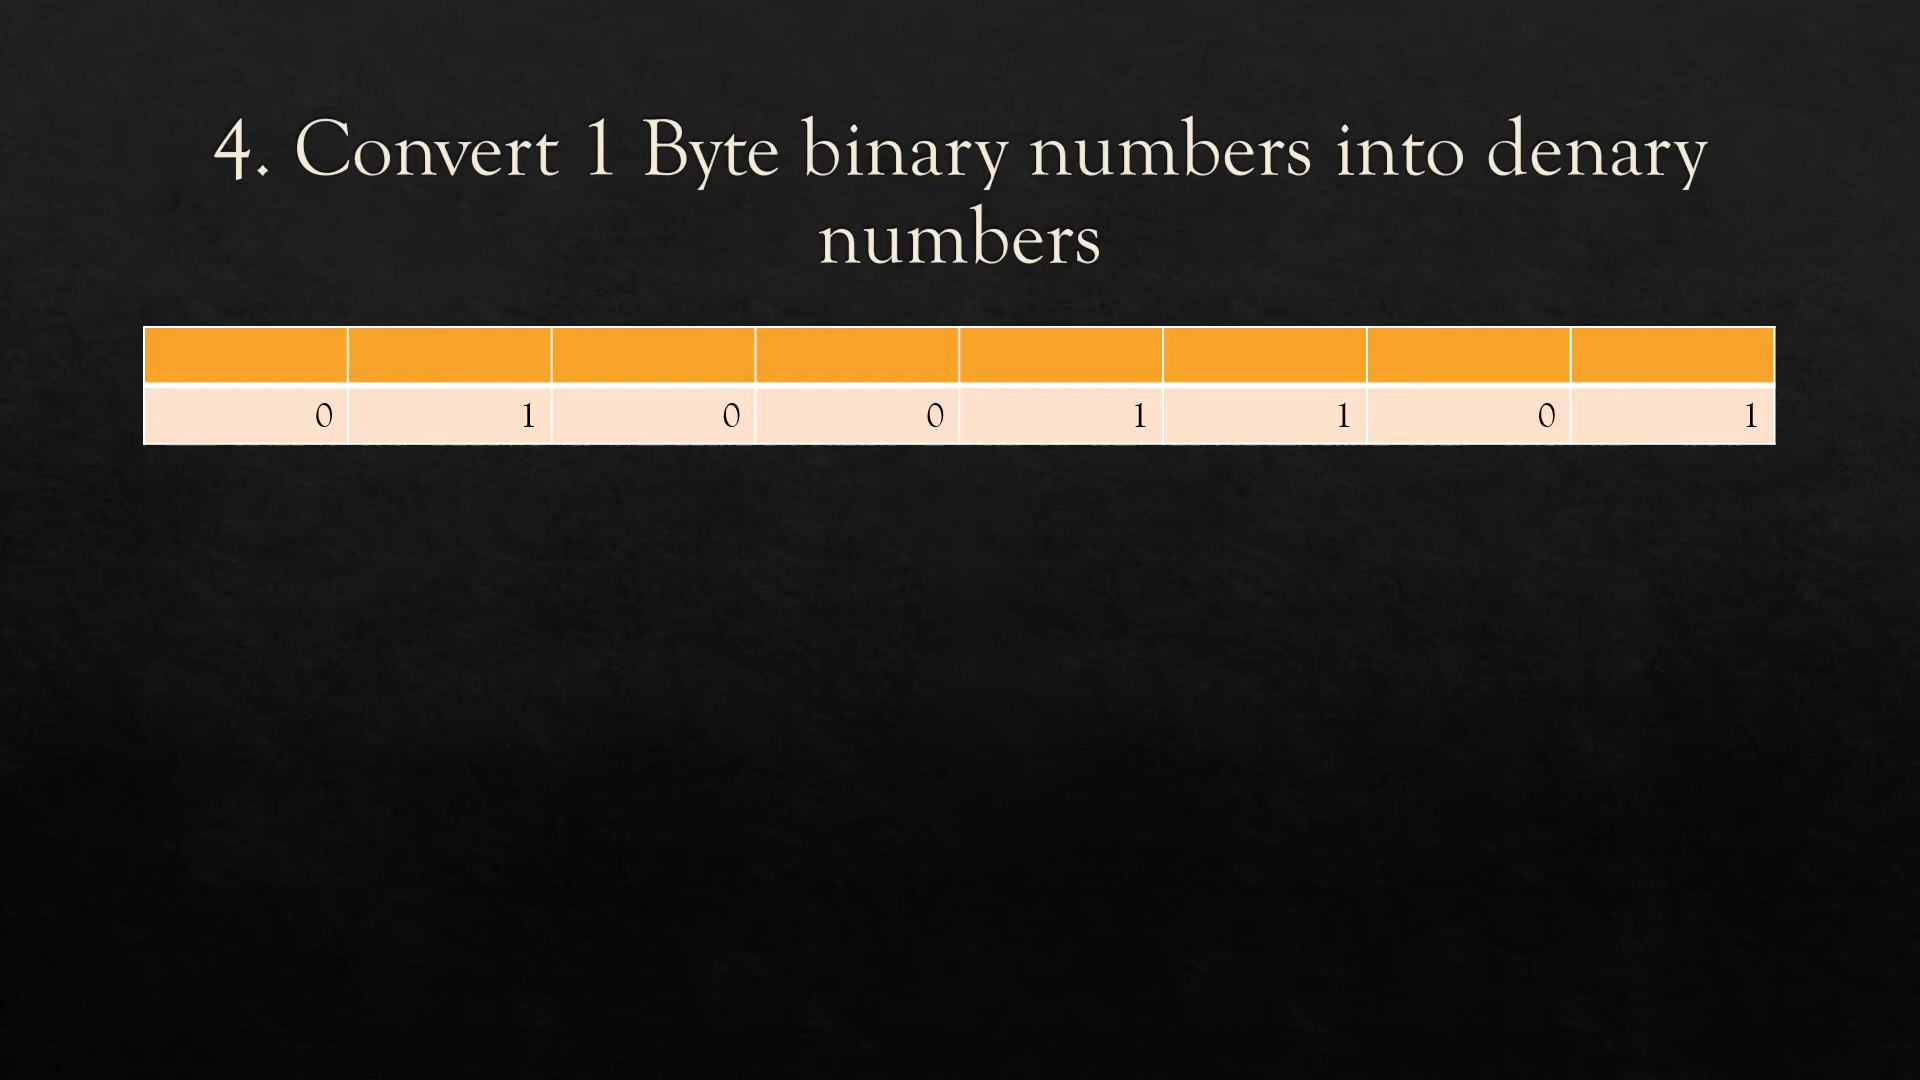 4. Convert 1 Byte binary numbers into denary
numbers
0 1 0 0 1 1 0 1